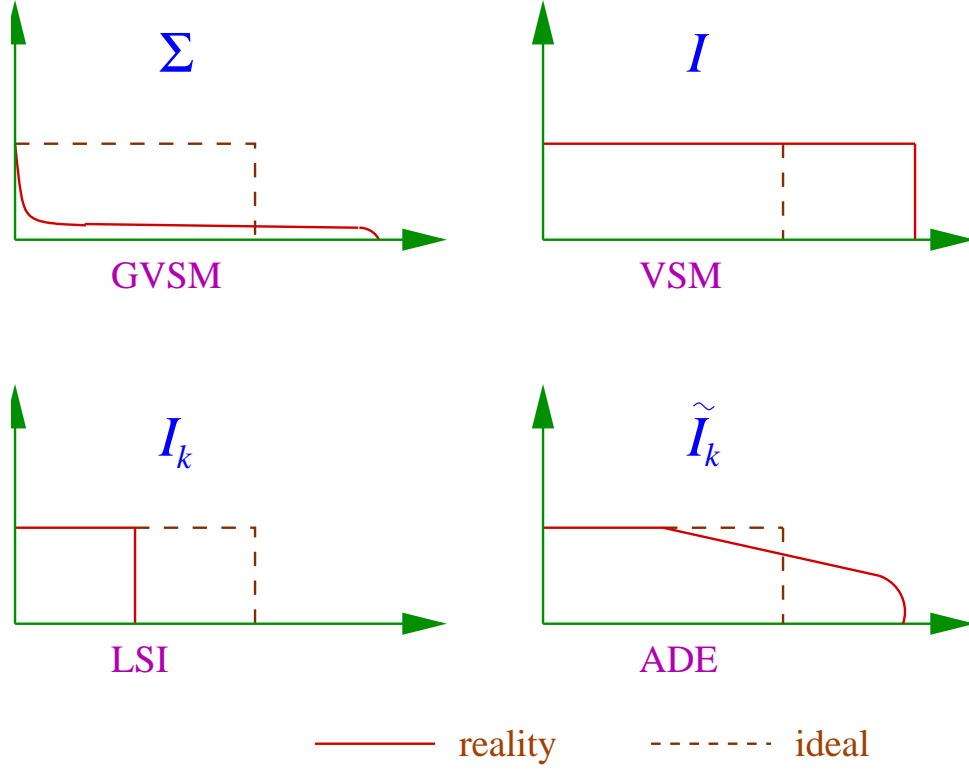 Σ
I
GVSM
VSM
I_k
Ĩ_k
LSI
ADE
reality
ideal